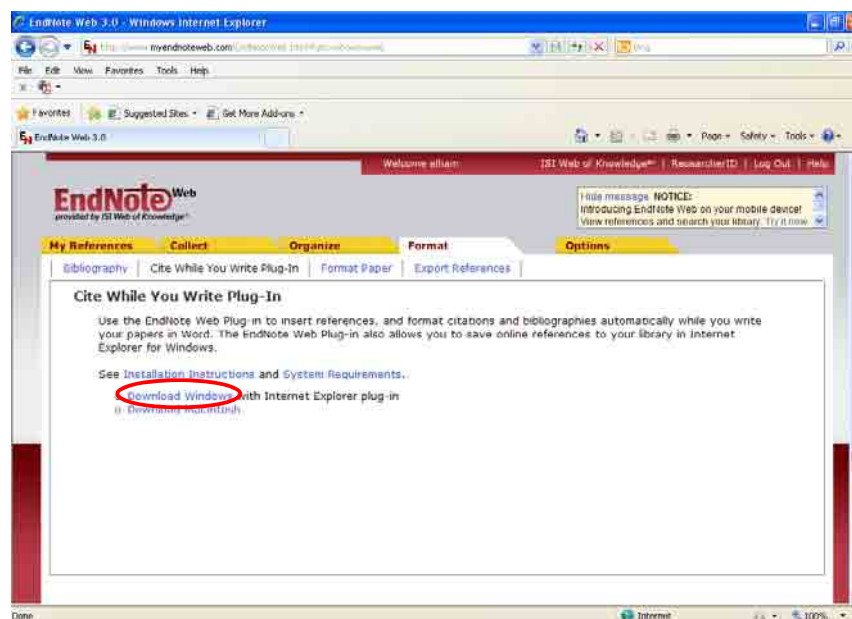 EndNote Web 3.0 - Windows Internet Explorer
myendnoteweb.com
File Edit View Favorites Tools Help
x
Favorites Suggested Sites Get More Add-ons
EndNote Web 3.0 Page Safety Tools
Welcome ISI Web of Knowledge | ResearcherID | Log Out | Help
EndNote Web
provided by ISI Web of Knowledge
Hide message NOTICE:
Introducing EndNote Web on your mobile device!
View references and search your library. Try it now
My References Collect Organize Format Options
Bibliography | Cite While You Write Plug-In | Format Paper | Export References |
Cite While You Write Plug-In
Use the EndNote Web Plug-in to insert references, and format citations and bibliographies automatically while you write
your papers in Word. The EndNote Web Plug-in also allows you to save online references to your library in Internet
Explorer for Windows.
See Installation Instructions and System Requirements.
Download Windows with Internet Explorer plug-in
Download Macintosh
Done Internet 100%